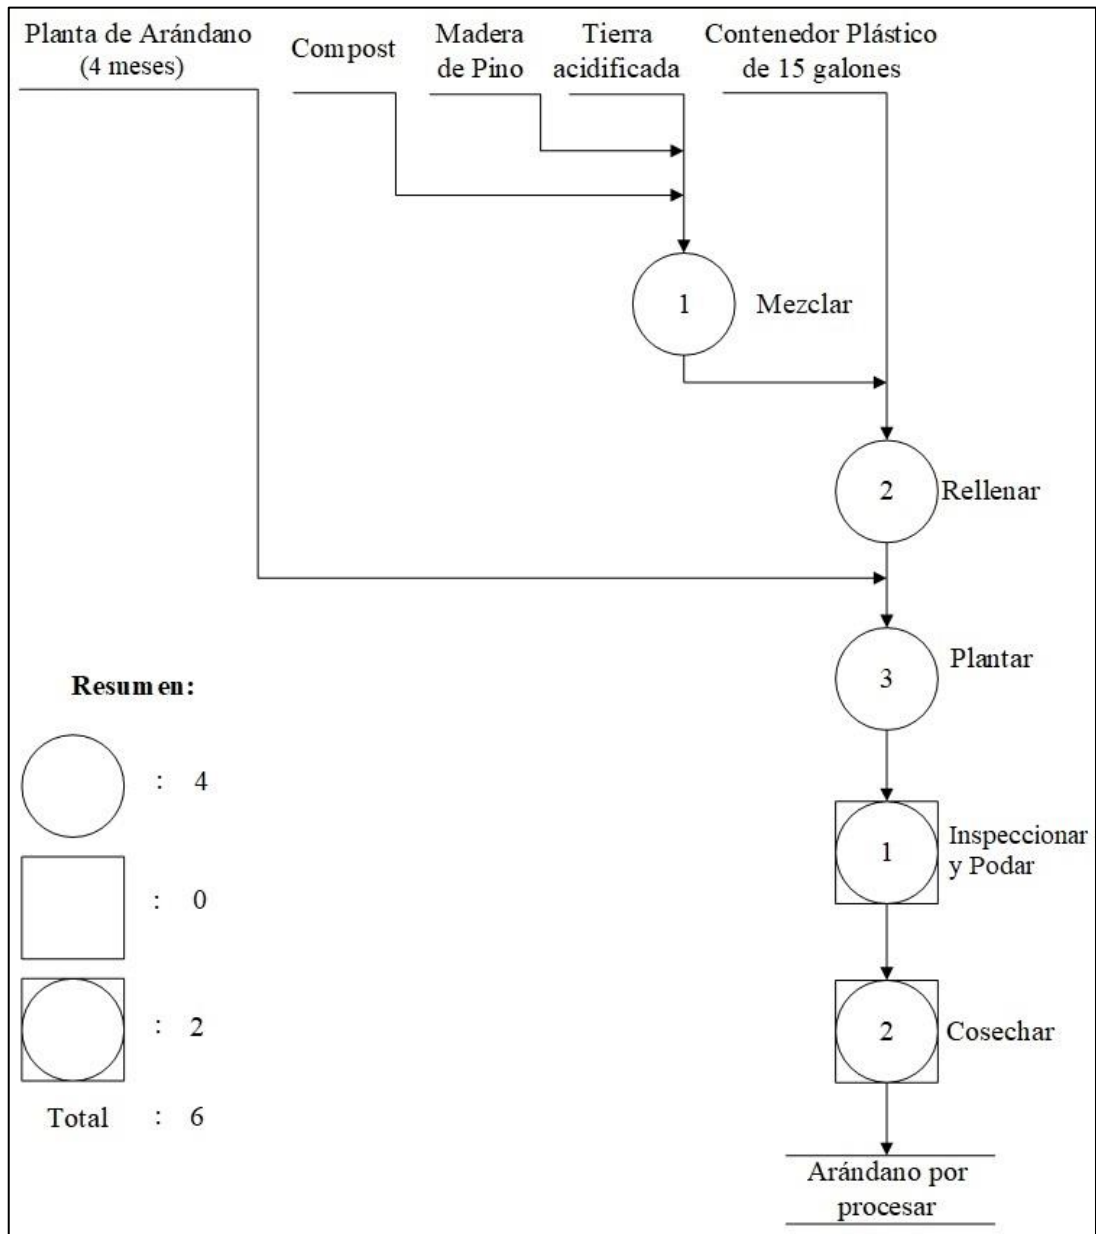 Planta de Arándano
(4 meses)
Compost
Madera
de Pino
Tierra
acidificada
Contenedor Plástico
de 15 galones
1
Mezclar
2
Rellenar
3
Plantar
Resumen:
: 4
: 0
: 2
Total : 6
1
Inspeccionar
y Podar
2
Cosechar
Arándano por
procesar